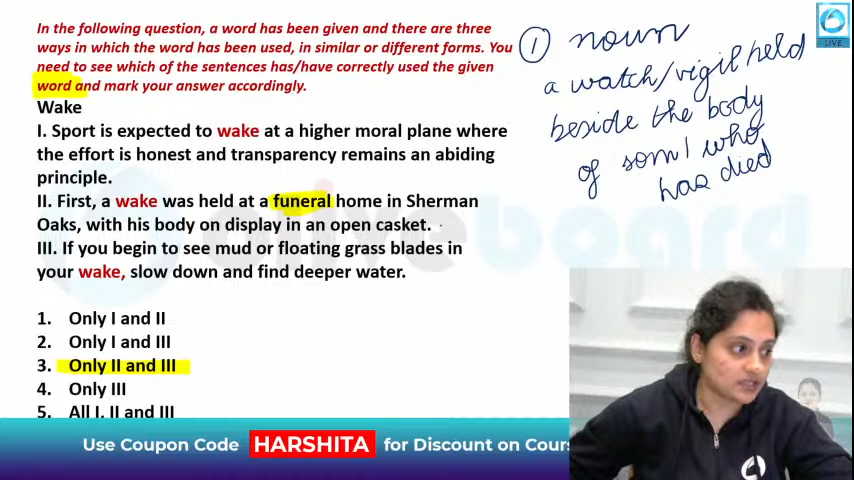 In the following question, a word has been given and there are three
ways in which the word has been used, in similar or different forms. You
need to see which of the sentences has/have correctly used the given
word and mark your answer accordingly.
Wake
I. Sport is expected to wake at a higher moral plane where
the effort is honest and transparency remains an abiding
principle.
II. First, a wake was held at a funeral home in Sherman
Oaks, with his body on display in an open casket.
III. If you begin to see mud or floating grass blades in
your wake, slow down and find deeper water.
1. Only I and II
2. Only I and III
3. Only II and III
4. Only III
5. All I, II and III
① noun
a watch/vigil held
beside the body
of som1 who
has died
LIVE
oliveboard
Use Coupon Code HARSHITA for Discount on Cours